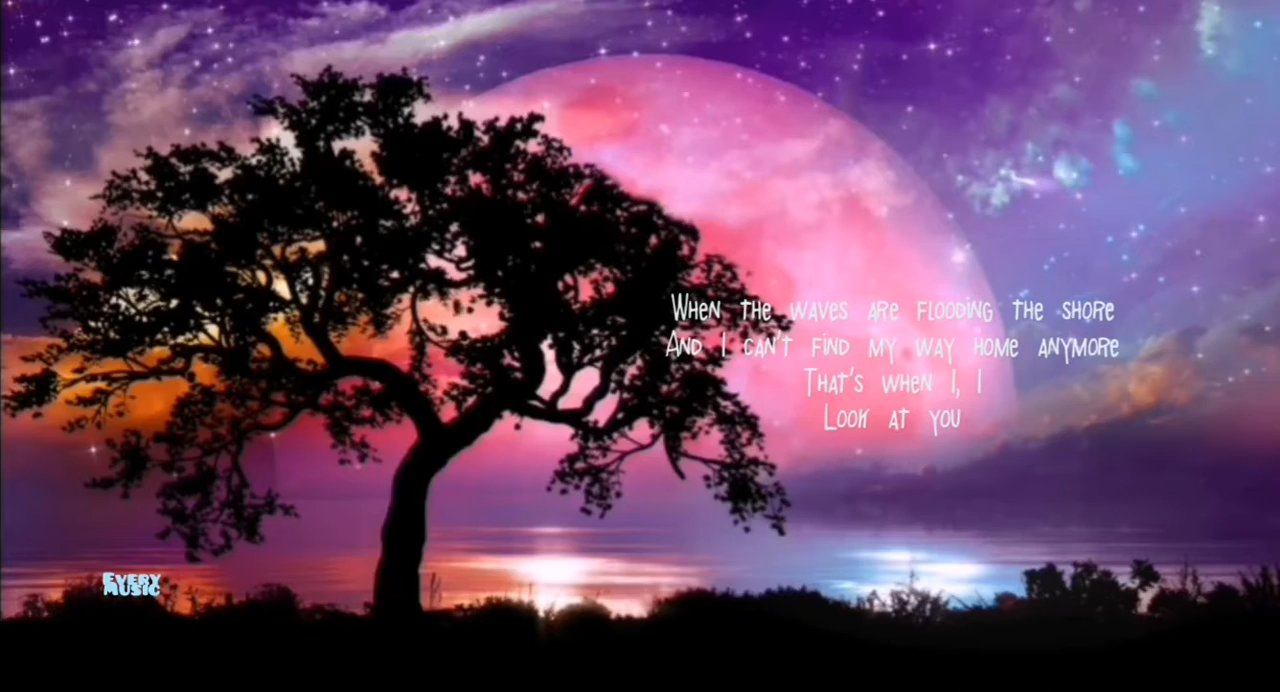 When the waves are flooding the shore
And I can't find my way home anymore
That's when I, I
Look at you
Every
Music